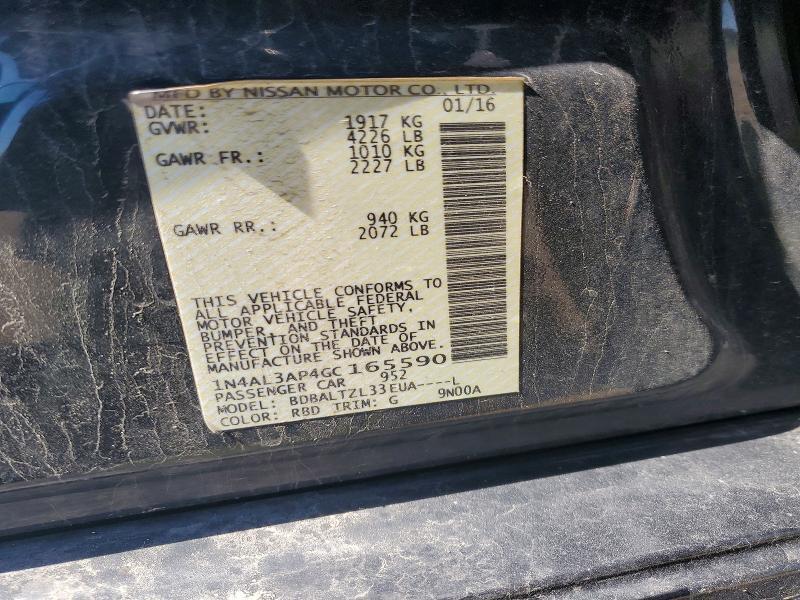 MFD BY NISSAN MOTOR CO., LTD.
DATE: 01/16
GVWR: 1917 KG
4226 LB
GAWR FR.: 1010 KG
2227 LB
GAWR RR.: 940 KG
2072 LB
THIS VEHICLE CONFORMS TO
ALL APPLICABLE FEDERAL
MOTOR VEHICLE SAFETY,
BUMPER, AND THEFT
PREVENTION STANDARDS IN
EFFECT ON THE DATE OF
MANUFACTURE SHOWN ABOVE.
1N4AL3AP4GC165590
PASSENGER CAR 952
MODEL: BDBALTZL33EUA----L
COLOR: RBD TRIM: G 9N00A